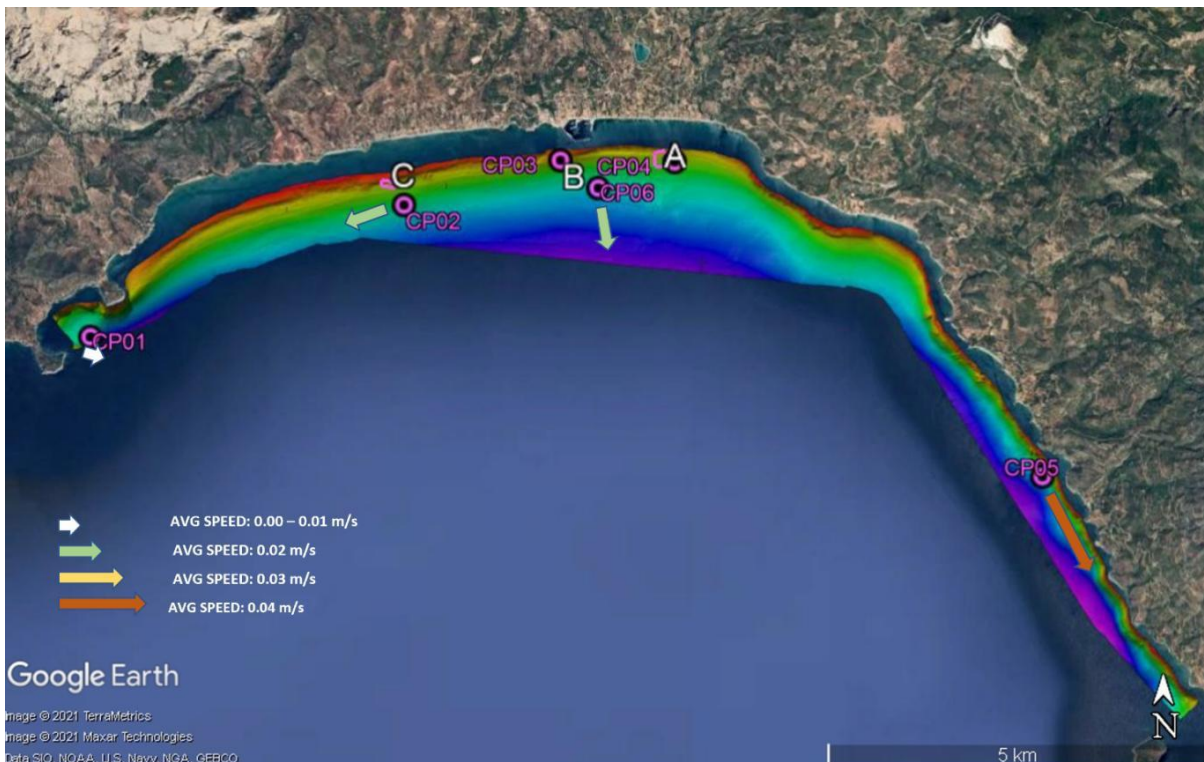 CP03
B
CP04
A
C
CP06
CP02
CP01
CP05
AVG SPEED: 0.00 – 0.01 m/s
AVG SPEED: 0.02 m/s
AVG SPEED: 0.03 m/s
AVG SPEED: 0.04 m/s
Google Earth
Image © 2021 TerraMetrics
Image © 2021 Maxar Technologies
Data SIO, NOAA, U.S. Navy, NGA, GEBCO
N
5 km